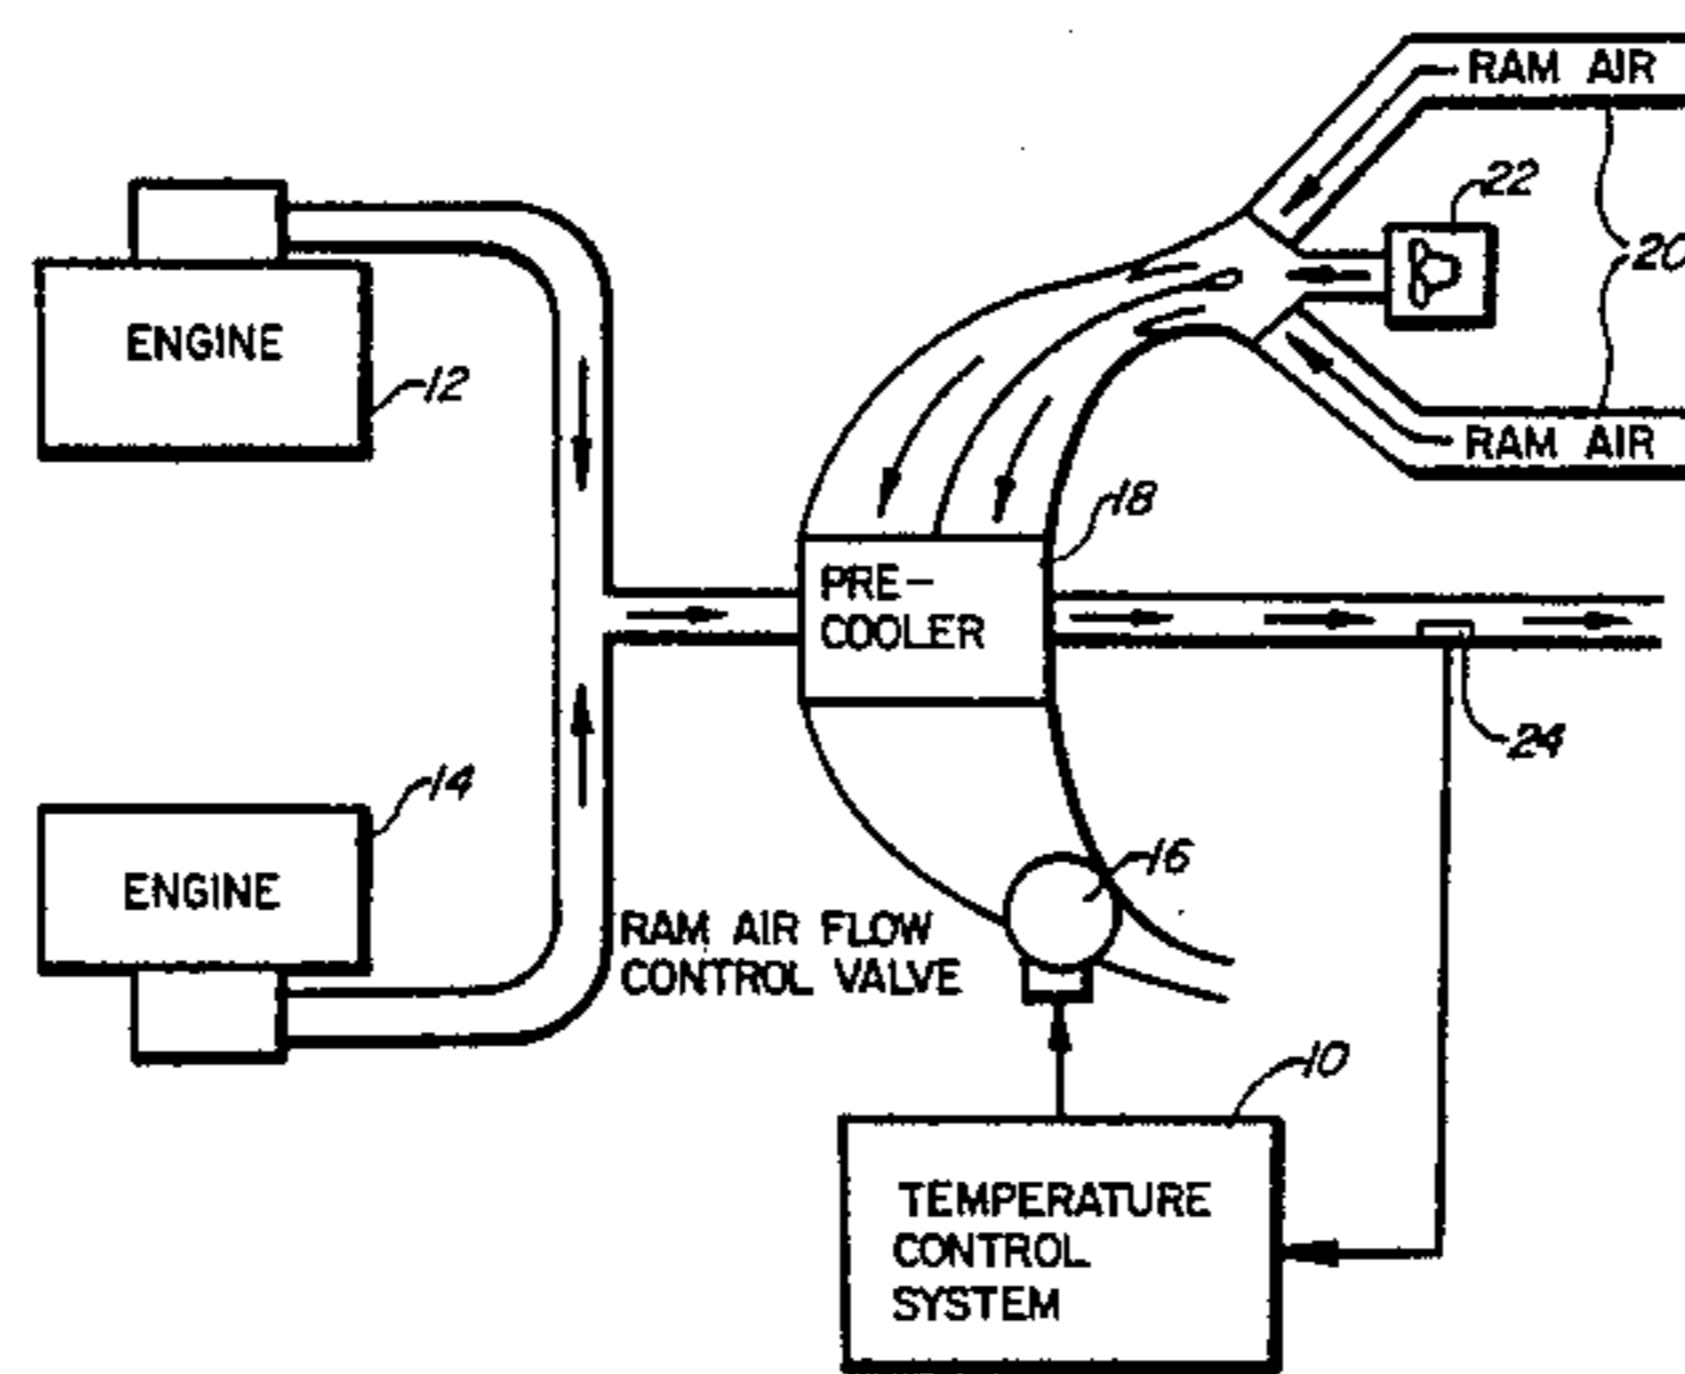 RAM AIR
22
20
ENGINE
12
RAM AIR
18
PRE-
COOLER
24
14
ENGINE
16
RAM AIR FLOW
CONTROL VALVE
10
TEMPERATURE
CONTROL
SYSTEM